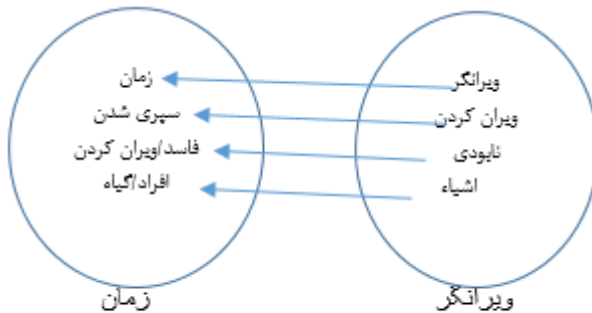 ویرانگر
ویران کردن
نابودی
اشیاء
ویرانگر
زمان
سپری شدن
فاسد/ویران کردن
افراد/گیاه
زمان